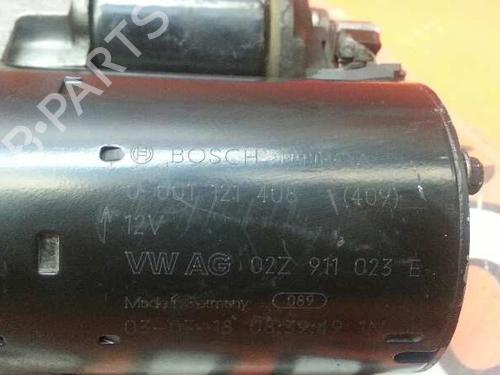 B-PARTS
BOSCH
0 001 121 408 (409)
12V
VW AG 02Z 911 023 E
Made in Germany 089